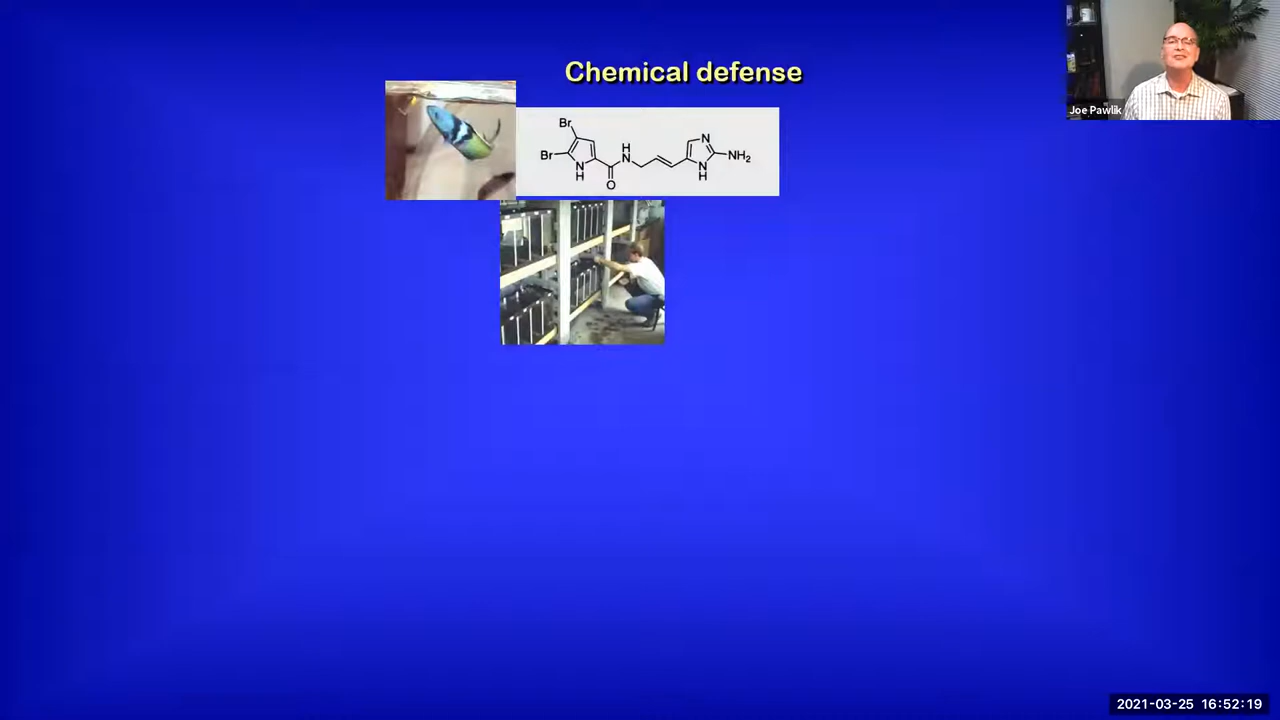 Chemical defense
Joe Pawlik
Br
Br
N
H
O
H
N
N
N
H
NH₂
2021-03-25 16:52:19